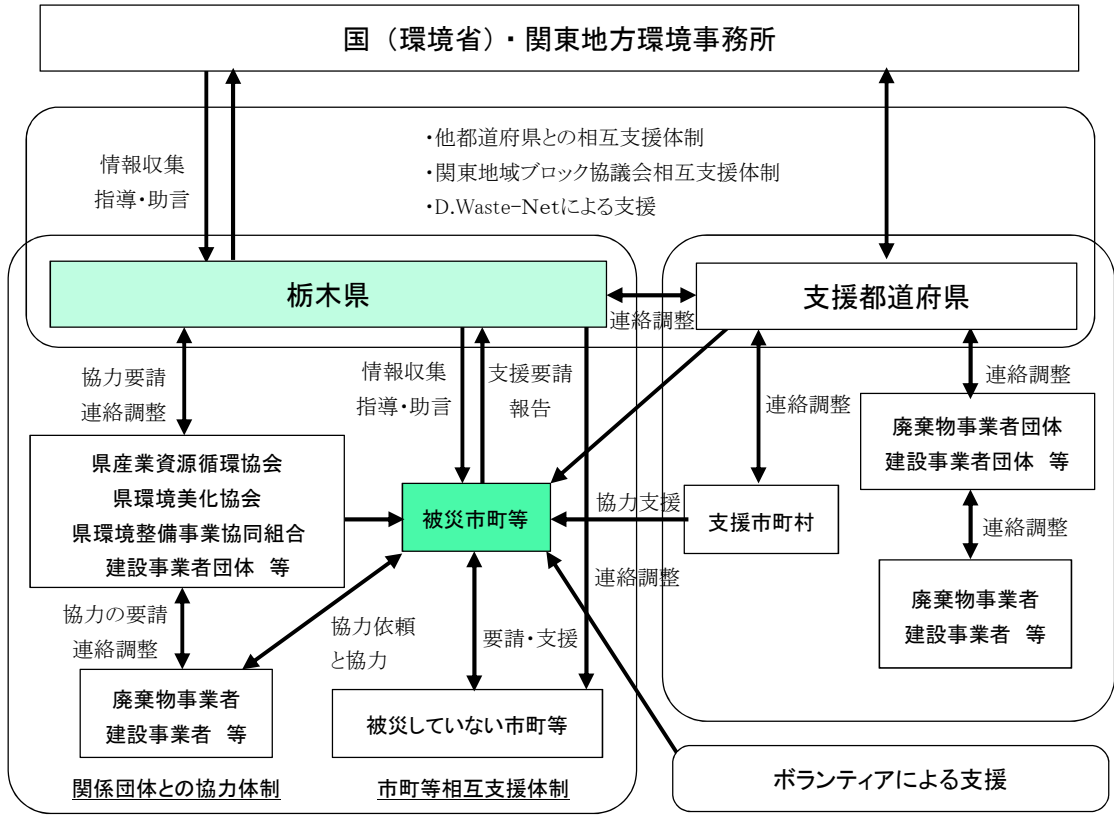 国（環境省）・関東地方環境事務所
情報収集
指導・助言
・他都道府県との相互支援体制
・関東地域ブロック協議会相互支援体制
・D.Waste-Netによる支援
栃木県
支援都道府県
連絡調整
協力要請
連絡調整
情報収集
指導・助言
支援要請
報告
連絡調整
連絡調整
県産業資源循環協会
県環境美化協会
県環境整備事業協同組合
建設事業者団体　等
被災市町等
協力支援
支援市町村
廃棄物事業者団体
建設事業者団体　等
連絡調整
協力の要請
連絡調整
協力依頼
と協力
要請・支援
連絡調整
廃棄物事業者
建設事業者　等
廃棄物事業者
建設事業者　等
被災していない市町等
関係団体との協力体制
市町等相互支援体制
ボランティアによる支援